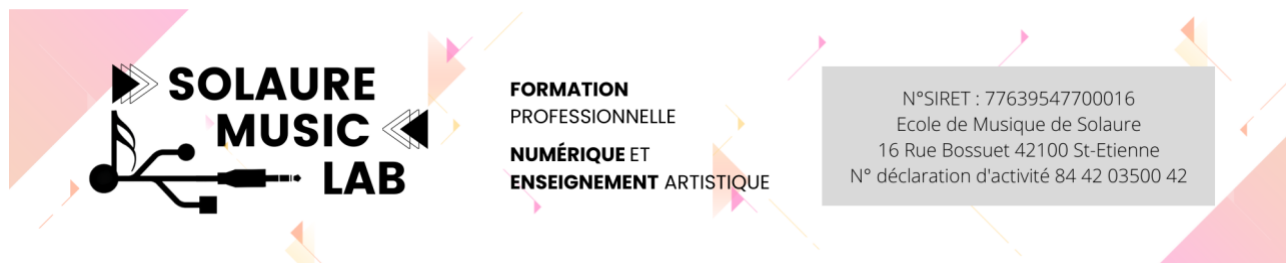 SOLAURE
MUSIC
LAB
FORMATION
PROFESSIONNELLE
NUMÉRIQUE ET
ENSEIGNEMENT ARTISTIQUE
N°SIRET : 77639547700016
Ecole de Musique de Solaure
16 Rue Bossuet 42100 St-Etienne
N° déclaration d'activité 84 42 03500 42